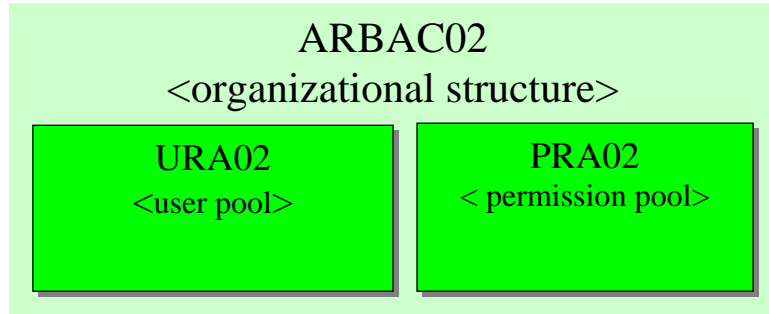 ARBAC02
<organizational structure>
URA02
<user pool>
PRA02
< permission pool>